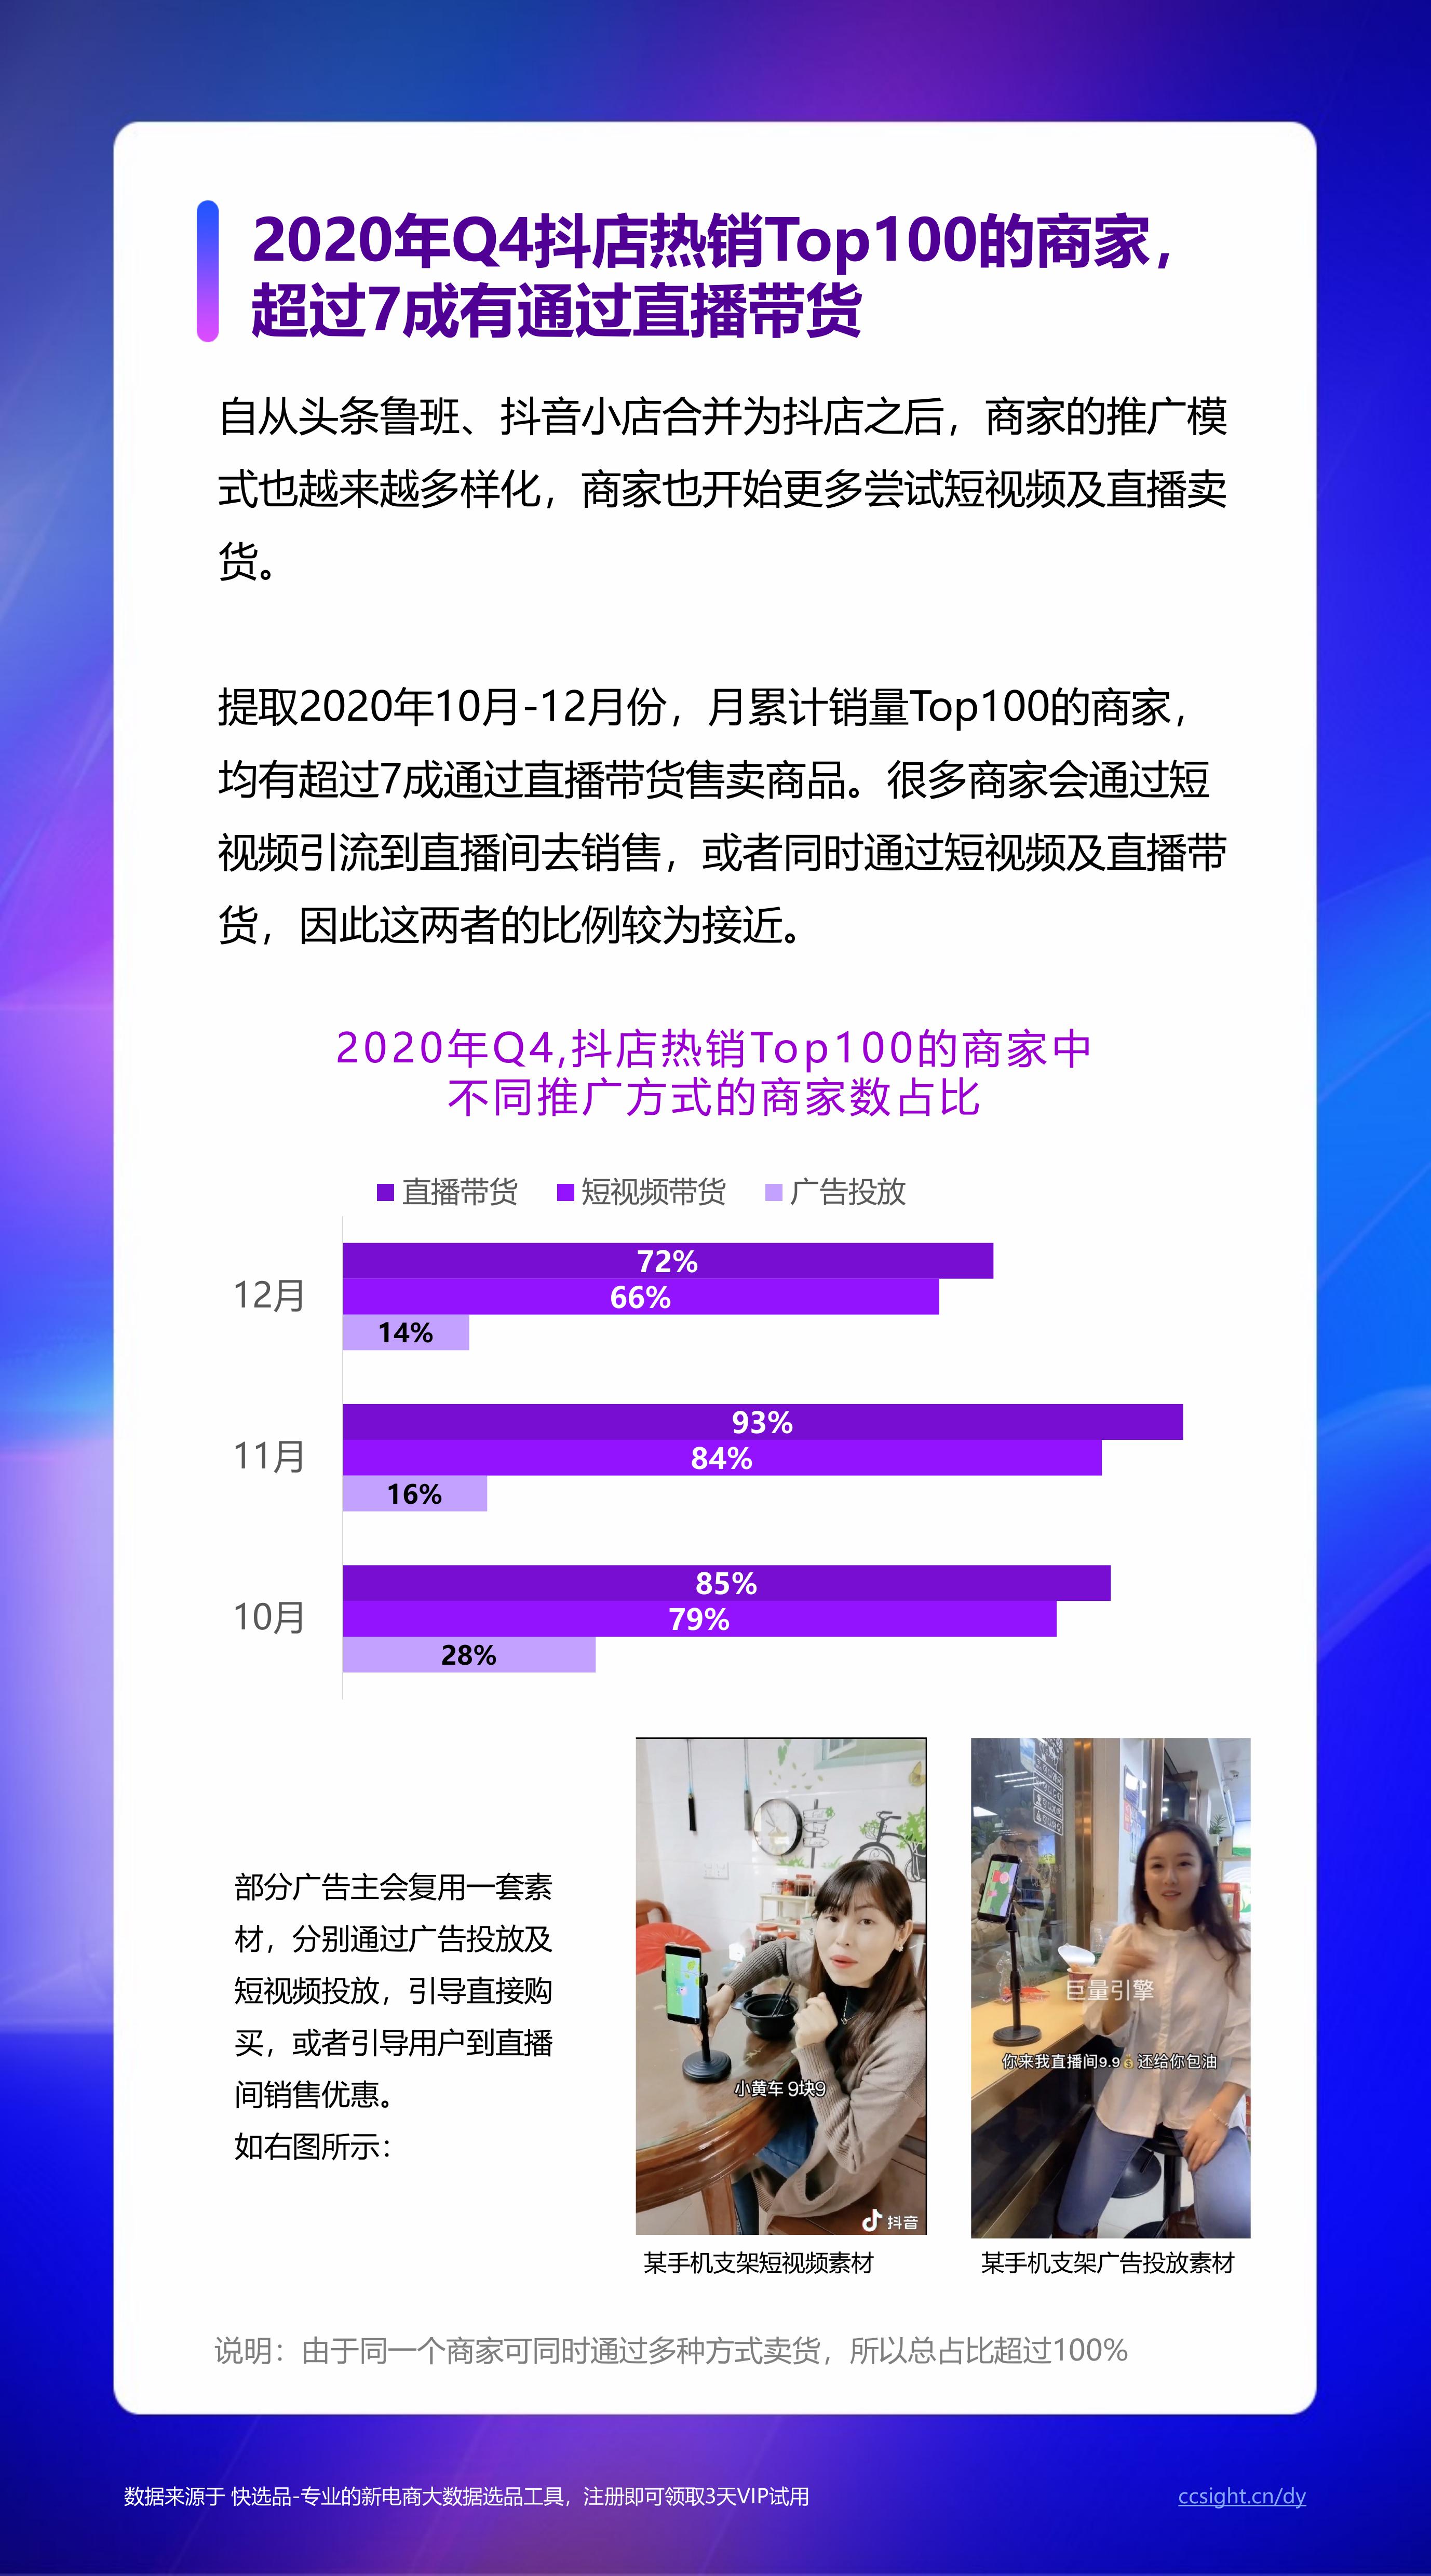 2020年Q4抖店热销Top100的商家，
超过7成有通过直播带货
自从头条鲁班、抖音小店合并为抖店之后，商家的推广模
式也越来越多样化，商家也开始更多尝试短视频及直播卖
货。
提取2020年10月-12月份，月累计销量Top100的商家，
均有超过7成通过直播带货售卖商品。很多商家会通过短
视频引流到直播间去销售，或者同时通过短视频及直播带
货，因此这两者的比例较为接近。
2020年Q4,抖店热销Top100的商家中
不同推广方式的商家数占比
直播带货 短视频带货 广告投放
12月
72%
66%
14%
11月
93%
84%
16%
10月
85%
79%
28%
部分广告主会复用一套素
材，分别通过广告投放及
短视频投放，引导直接购
买，或者引导用户到直播
间销售优惠。
如右图所示：
小黄车 9块9
抖音
某手机支架短视频素材
巨量引擎
你来我直播间9.9💰还给你包油
某手机支架广告投放素材
说明：由于同一个商家可同时通过多种方式卖货，所以总占比超过100%
数据来源于 快选品-专业的新电商大数据选品工具，注册即可领取3天VIP试用
ccsight.cn/dy